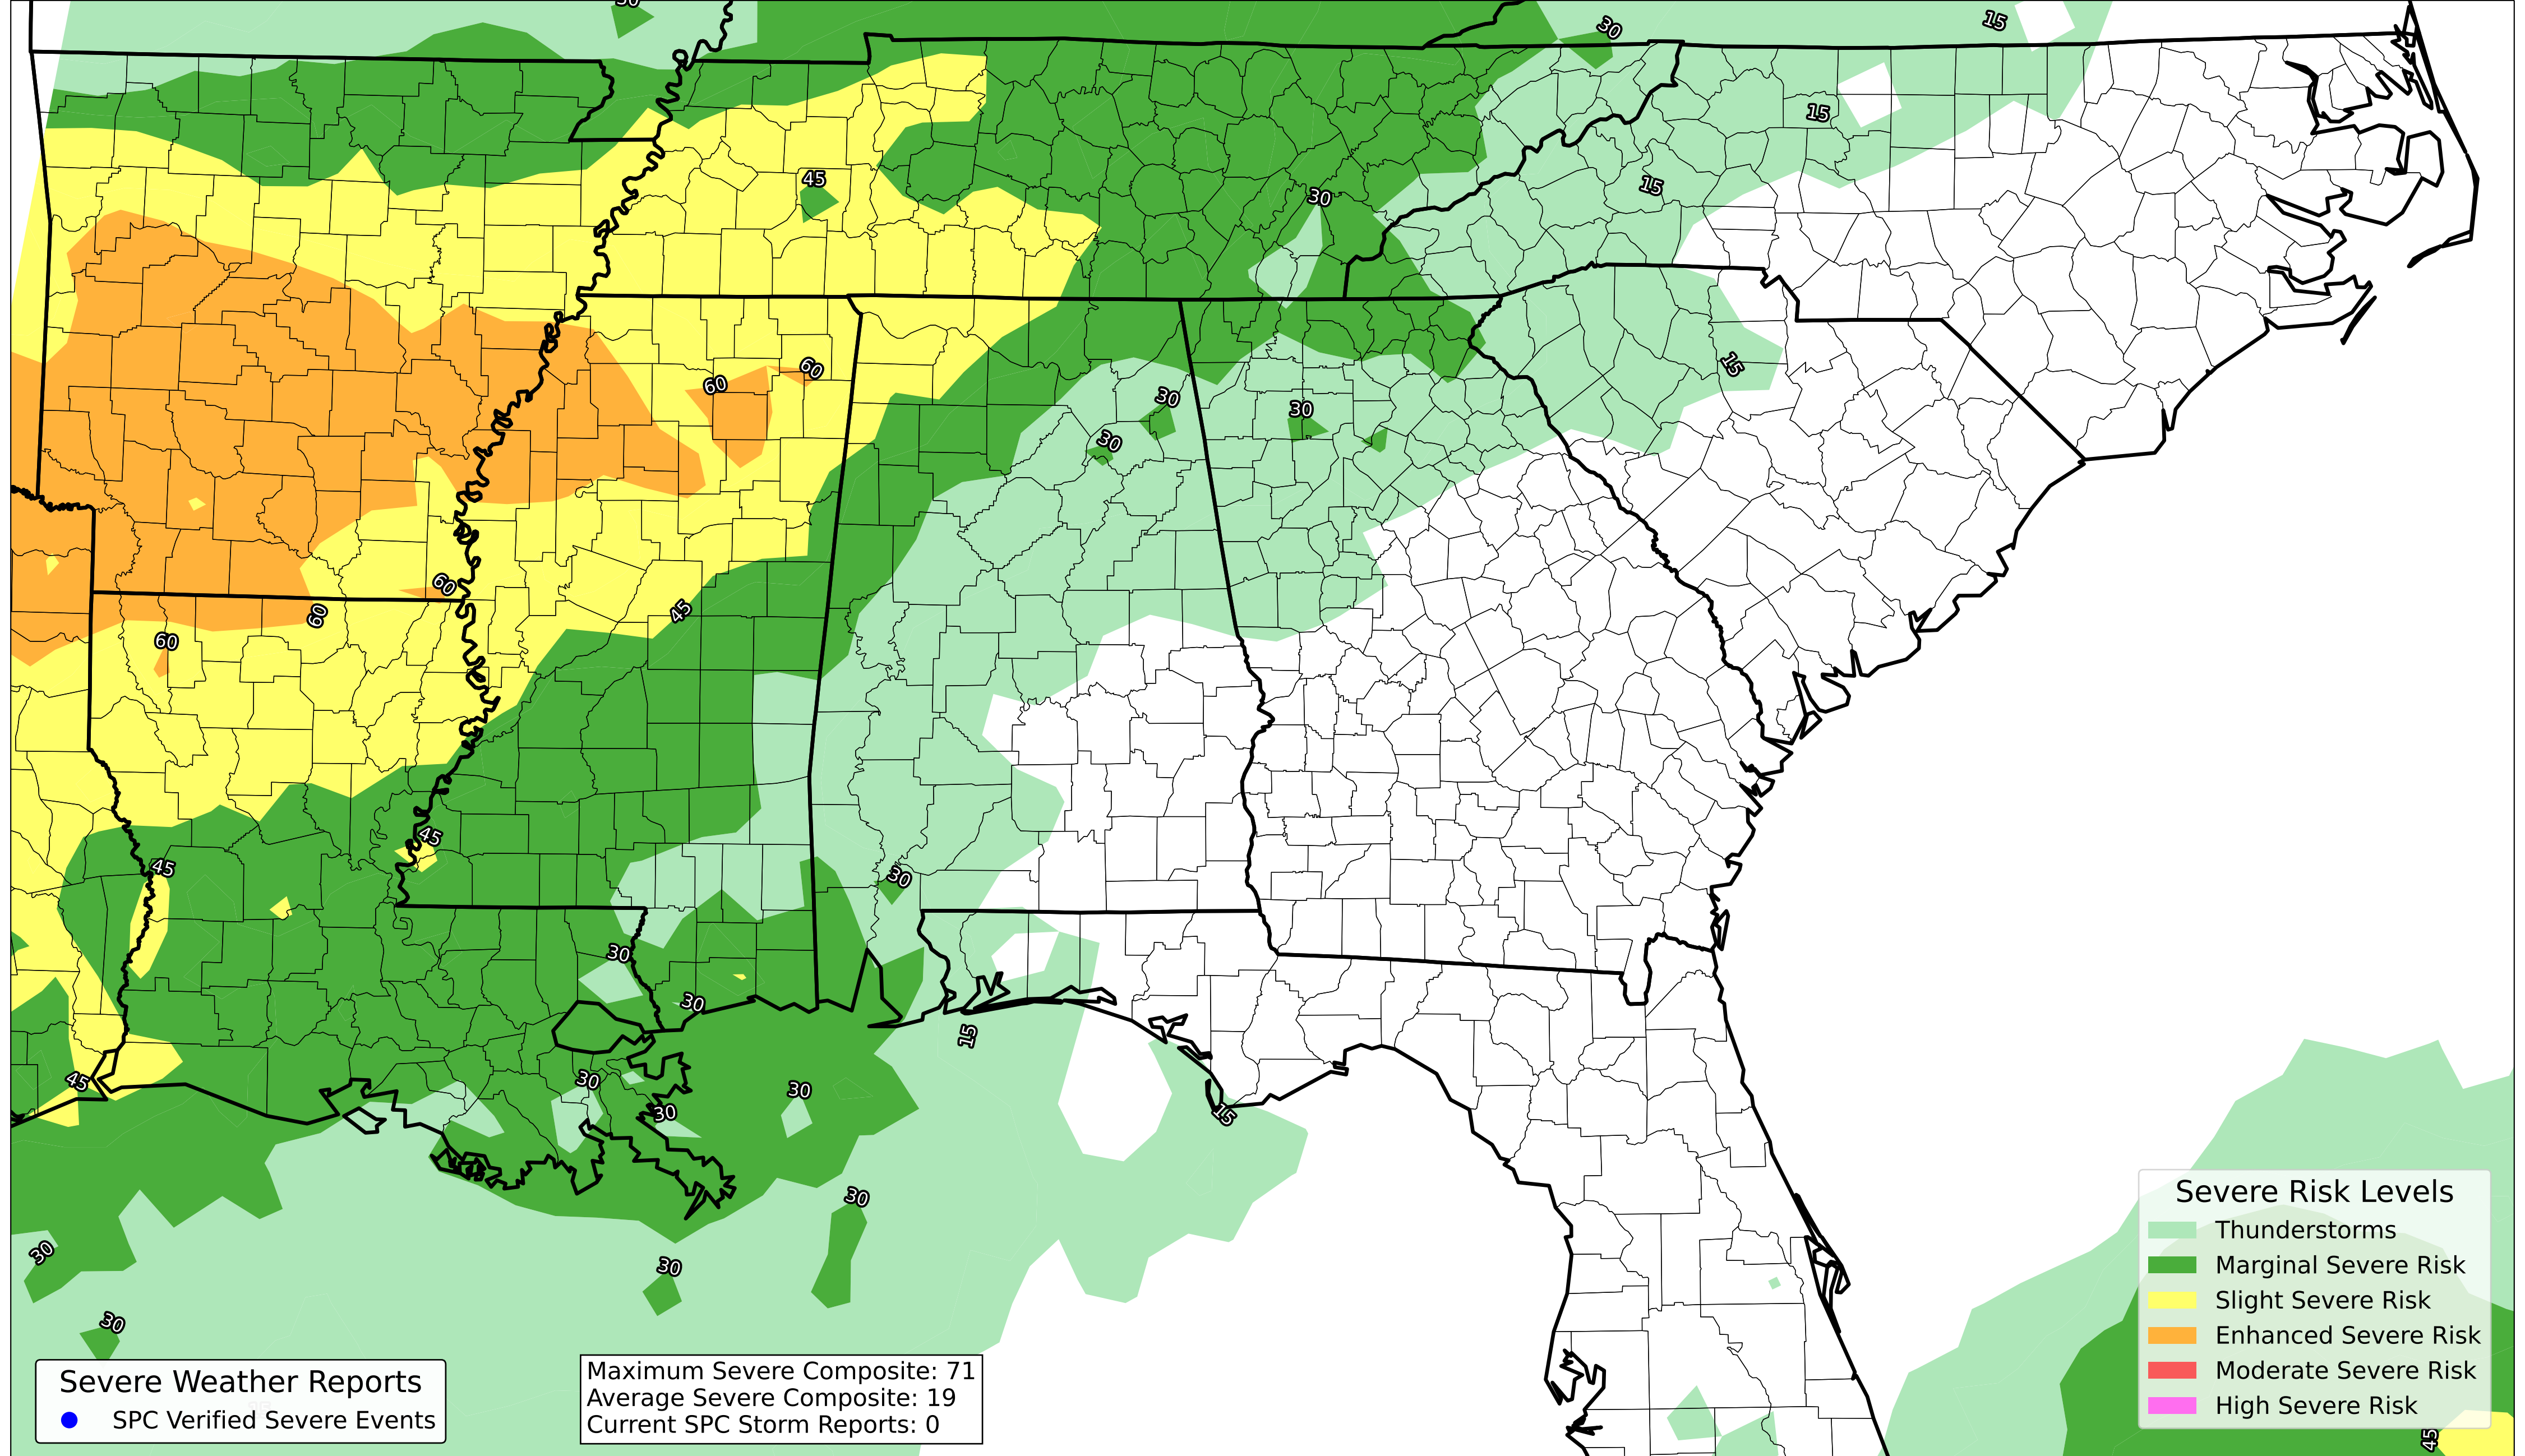 30
30
15
15
45
15
30
60
60
15
30
30
30
60
45
60
60
45
45
30
30
30
15
45
30
30
30
15
30
30
30
30
Severe Risk Levels
Thunderstorms
Marginal Severe Risk
Slight Severe Risk
Enhanced Severe Risk
Moderate Severe Risk
High Severe Risk
Maximum Severe Composite: 71
Average Severe Composite: 19
Current SPC Storm Reports: 0
Severe Weather Reports
SPC Verified Severe Events
45